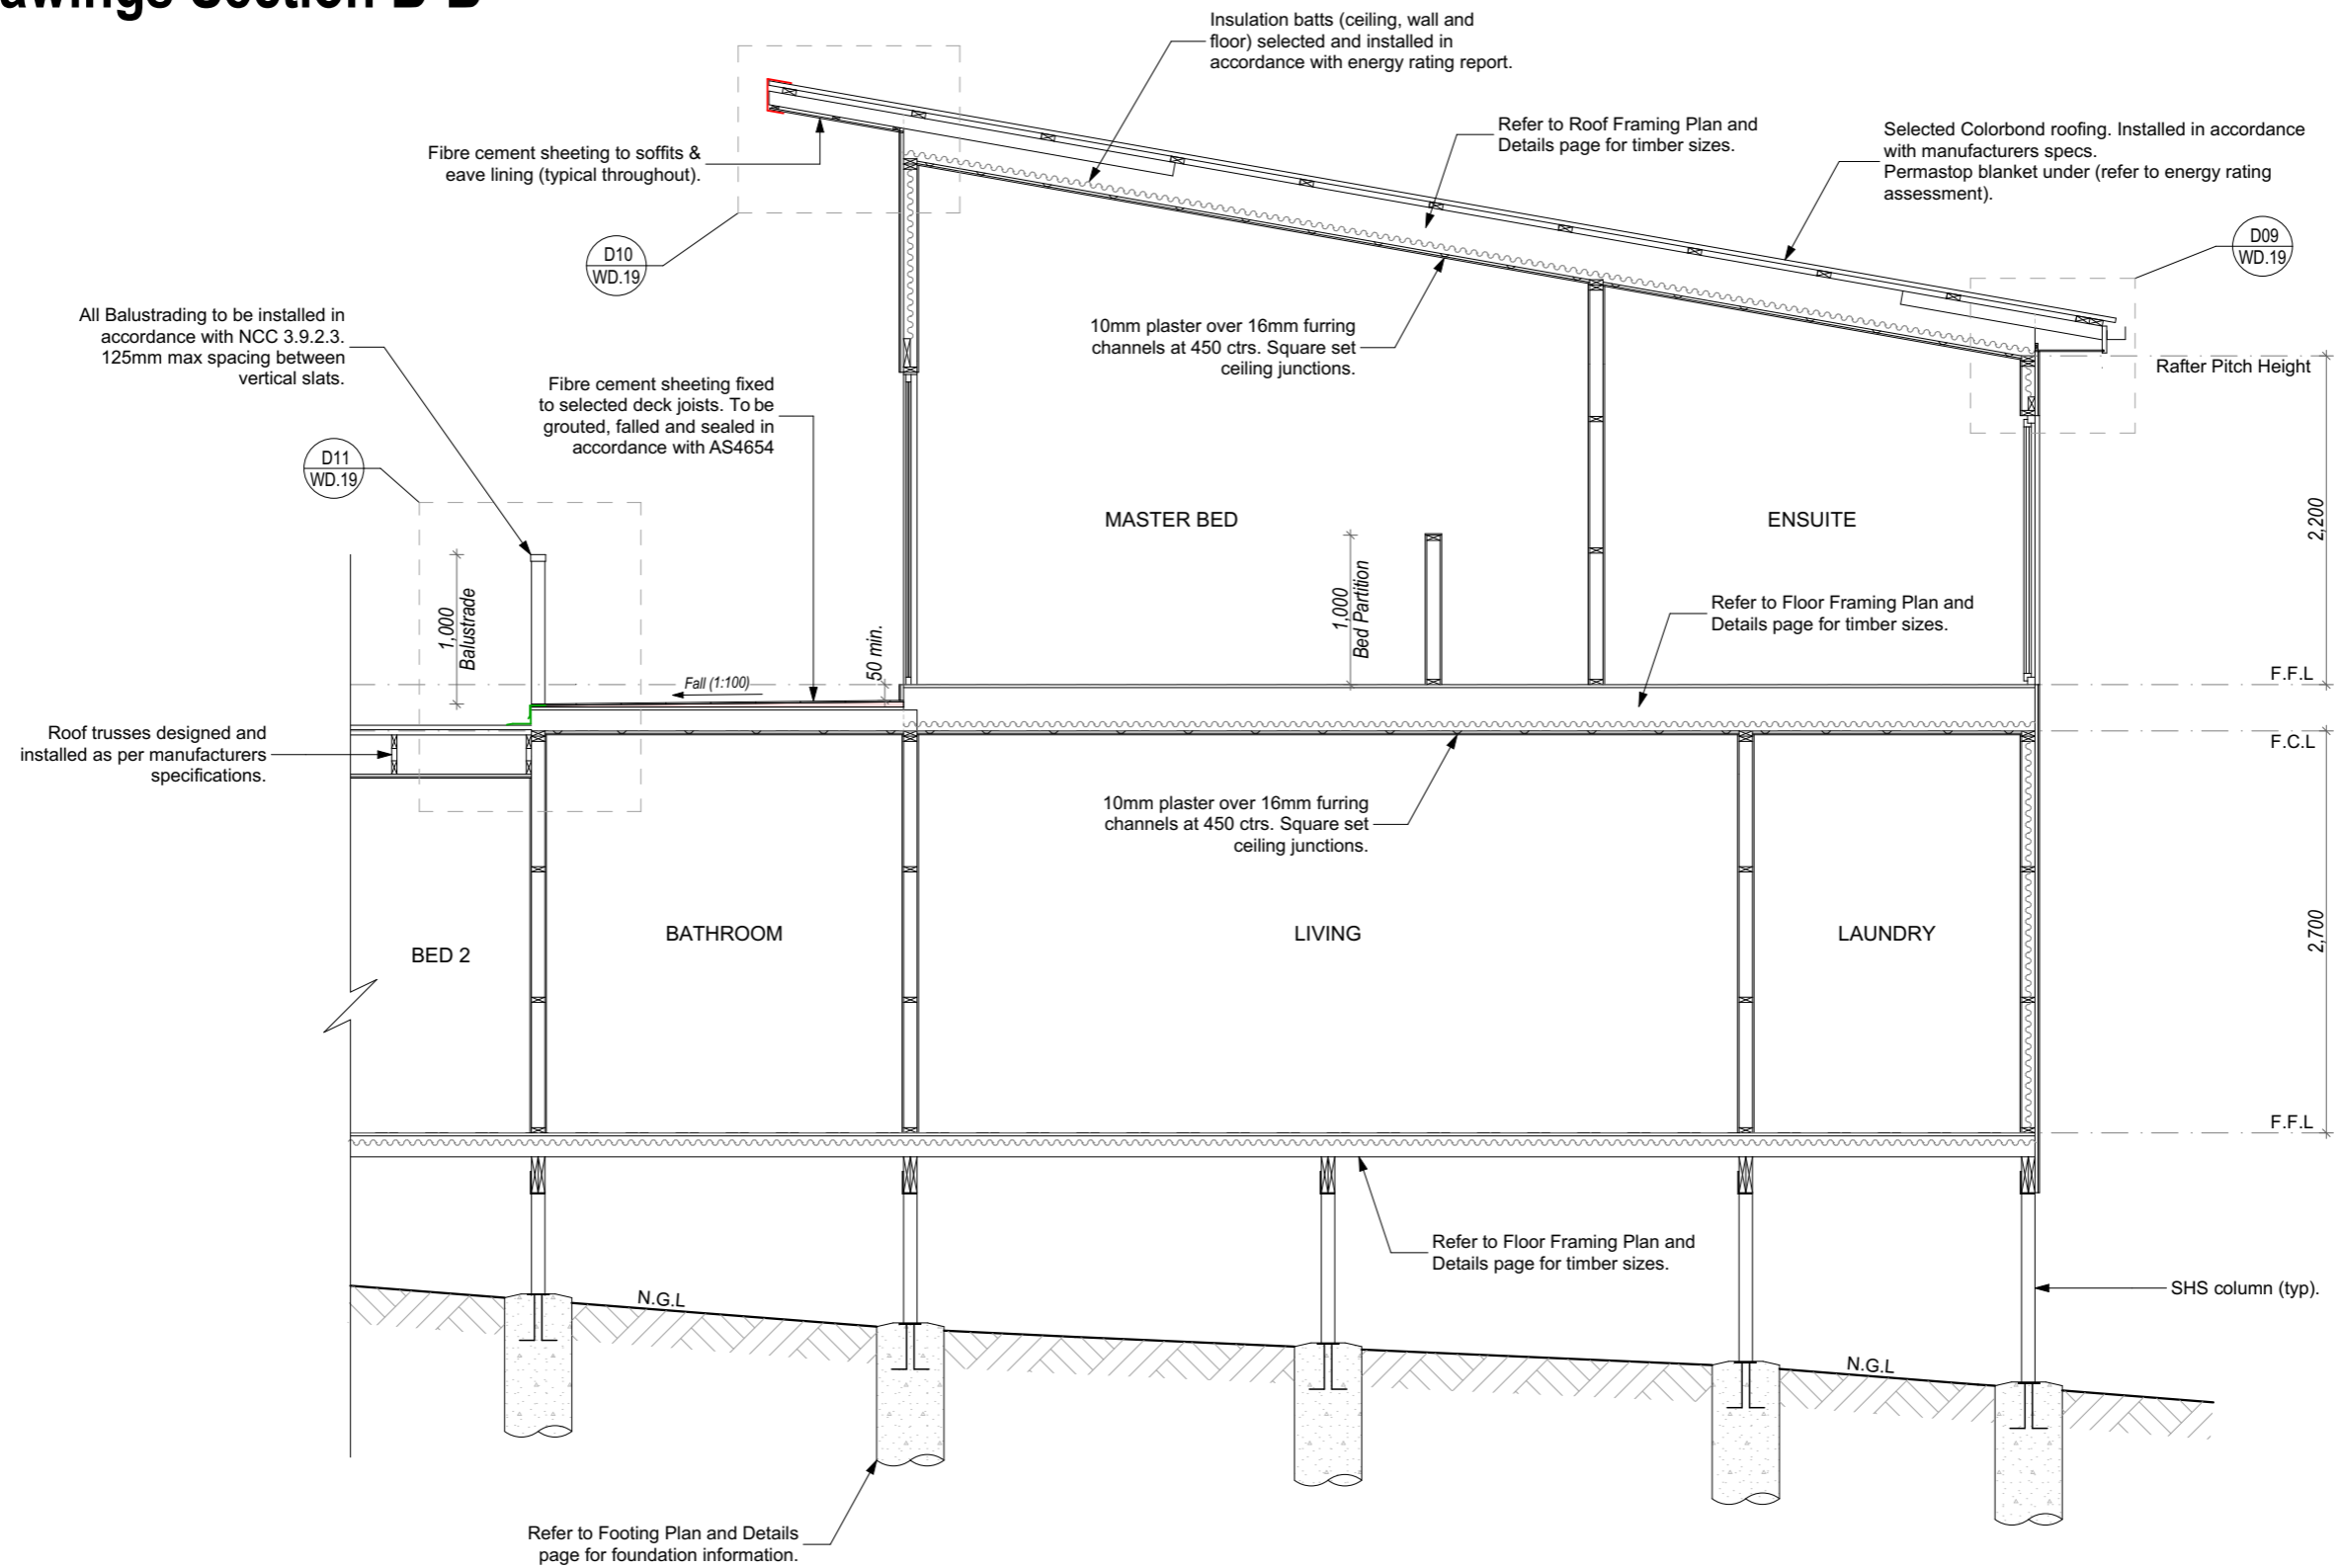 Insulation batts (ceiling, wall and
floor) selected and installed in
accordance with energy rating report.
Fibre cement sheeting to soffits &
eave lining (typical throughout).
Refer to Roof Framing Plan and
Details page for timber sizes.
Selected Colorbond roofing. Installed in accordance
with manufacturers specs.
Permastop blanket under (refer to energy rating
assessment).
D10
WD.19
D09
WD.19
All Balustrading to be installed in
accordance with NCC 3.9.2.3.
125mm max spacing between
vertical slats.
10mm plaster over 16mm furring
channels at 450 ctrs. Square set
ceiling junctions.
Rafter Pitch Height
Fibre cement sheeting fixed
to selected deck joists. To be
grouted, falled and sealed in
accordance with AS4654
D11
WD.19
MASTER BED
ENSUITE
2,200
1,000
Balustrade
1,000
Bed Partition
50 min.
Fall (1:100)
Refer to Floor Framing Plan and
Details page for timber sizes.
F.F.L
Roof trusses designed and
installed as per manufacturers
specifications.
F.C.L
10mm plaster over 16mm furring
channels at 450 ctrs. Square set
ceiling junctions.
BED 2
BATHROOM
LIVING
LAUNDRY
2,700
F.F.L
Refer to Floor Framing Plan and
Details page for timber sizes.
SHS column (typ).
N.G.L
N.G.L
Refer to Footing Plan and Details
page for foundation information.